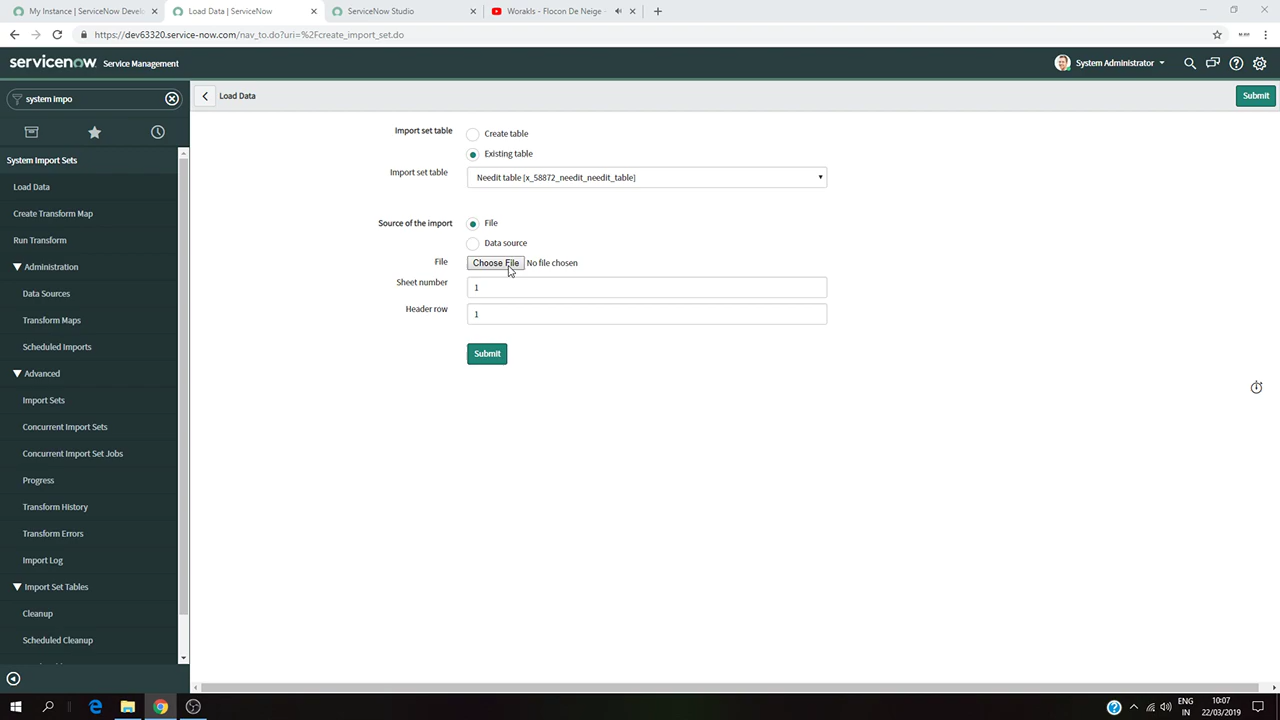 My Instance | ServiceNow Devel
Load Data | ServiceNow
ServiceNow Studio
Worakls - Flocon De Neige -
https://dev63320.service-now.com/nav_to.do?uri=%2Fcreate_import_set.do
servicenow Service Management
System Administrator
system impo
Load Data
Submit
System Import Sets
Load Data
Create Transform Map
Run Transform
Administration
Data Sources
Transform Maps
Scheduled Imports
Advanced
Import Sets
Concurrent Import Sets
Concurrent Import Set Jobs
Progress
Transform History
Transform Errors
Import Log
Import Set Tables
Cleanup
Scheduled Cleanup
Import set table
Create table
Existing table
Import set table
Needit table [x_58872_needit_needit_table]
Source of the import
File
Data source
File
Choose File No file chosen
Sheet number
1
Header row
1
Submit
ENG
IN
10:07
22/03/2019